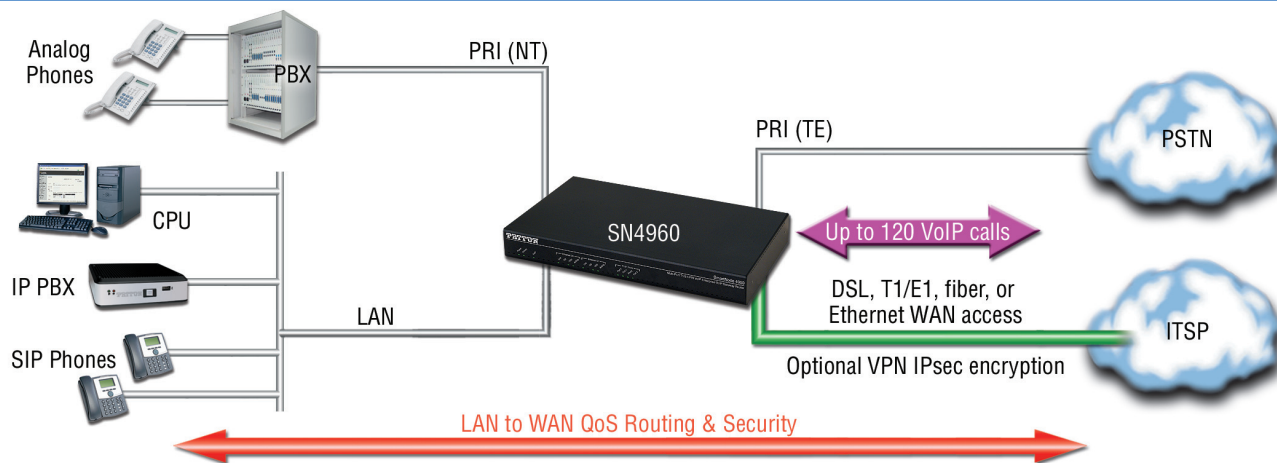 Analog
Phones
PBX
PRI (NT)
PRI (TE)
PSTN
CPU
PATTON
SN4960
Up to 120 VoIP calls
IP PBX
LAN
DSL, T1/E1, fiber, or
Ethernet WAN access
ITSP
SIP Phones
Optional VPN IPsec encryption
LAN to WAN QoS Routing & Security